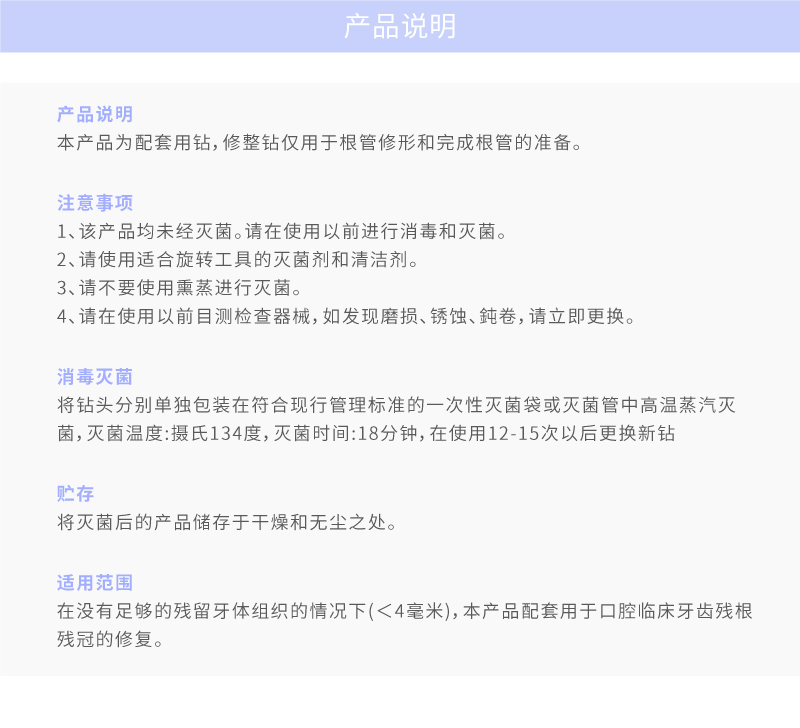 产品说明
产品说明
本产品为配套用钻，修整钻仅用于根管修形和完成根管的准备。
注意事项
1、该产品均未经灭菌。请在使用以前进行消毒和灭菌。
2、请使用适合旋转工具的灭菌剂和清洁剂。
3、请不要使用熏蒸进行灭菌。
4、请在使用以前目测检查器械，如发现磨损、锈蚀、鈍卷，请立即更换。
消毒灭菌
将钻头分别单独包装在符合现行管理标准的一次性灭菌袋或灭菌管中高温蒸汽灭
菌，灭菌温度:摄氏134度，灭菌时间:18分钟，在使用12-15次以后更换新钻
贮存
将灭菌后的产品储存于干燥和无尘之处。
适用范围
在没有足够的残留牙体组织的情况下(＜4毫米)，本产品配套用于口腔临床牙齿残根
残冠的修复。